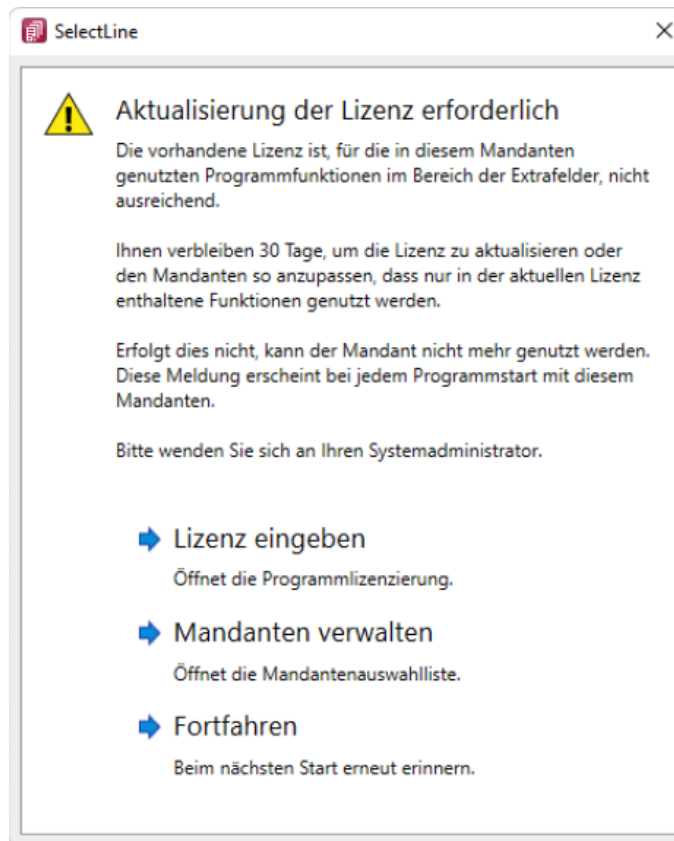 SelectLine
Aktualisierung der Lizenz erforderlich
Die vorhandene Lizenz ist, für die in diesem Mandanten
genutzten Programmfunktionen im Bereich der Extrafelder, nicht
ausreichend.
Ihnen verbleiben 30 Tage, um die Lizenz zu aktualisieren oder
den Mandanten so anzupassen, dass nur in der aktuellen Lizenz
enthaltene Funktionen genutzt werden.
Erfolgt dies nicht, kann der Mandant nicht mehr genutzt werden.
Diese Meldung erscheint bei jedem Programmstart mit diesem
Mandanten.
Bitte wenden Sie sich an Ihren Systemadministrator.
Lizenz eingeben
Öffnet die Programmlizenzierung.
Mandanten verwalten
Öffnet die Mandantenauswahlliste.
Fortfahren
Beim nächsten Start erneut erinnern.